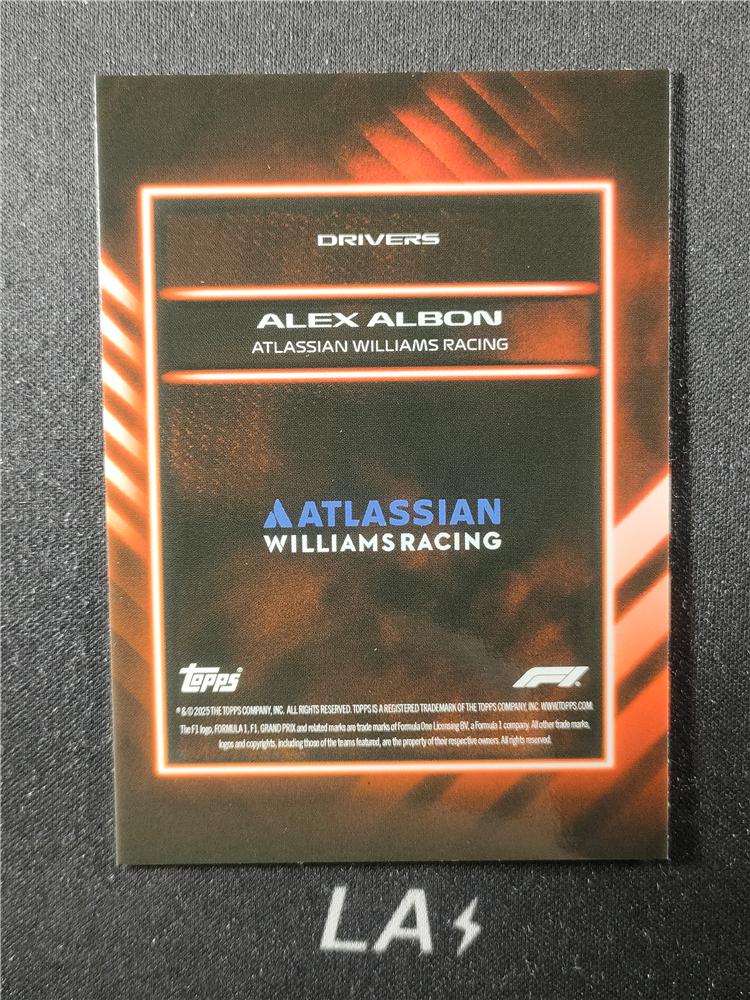 DRIVERS
ALEX ALBON
ATLASSIAN WILLIAMS RACING
ATLASSIAN
WILLIAMS RACING
Topps® F1.
® & © 2025 THE TOPPS COMPANY, INC. ALL RIGHTS RESERVED. TOPPS IS A REGISTERED TRADEMARK OF THE TOPPS COMPANY, INC. WWW.TOPPS.COM.
The F1 logo, FORMULA 1, F1, GRAND PRIX and related marks are trade marks of Formula One Licensing BV, a Formula 1 company. All other trade marks,
logos and copyrights, including those of the teams featured, are the property of their respective owners. All rights reserved.
LA